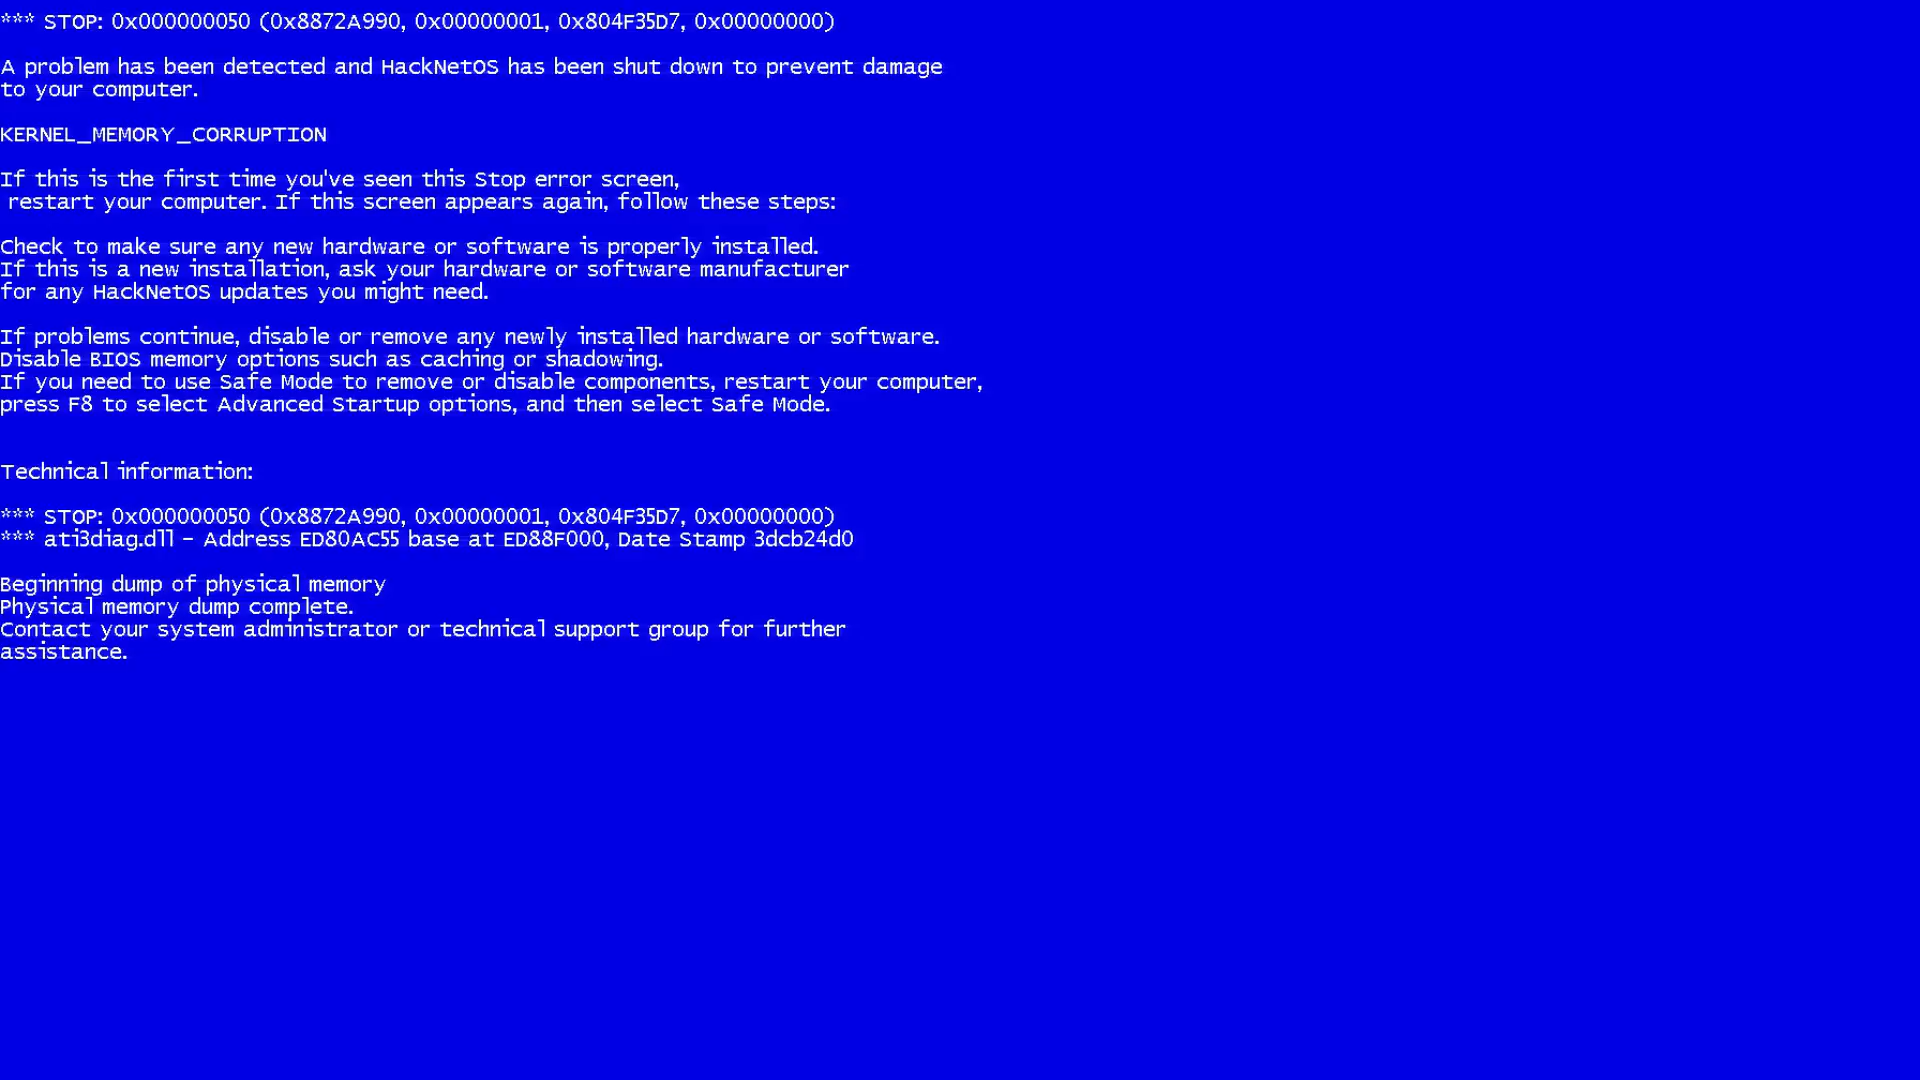 *** STOP: 0x000000050 (0x8872A990, 0x00000001, 0x804F35D7, 0x00000000)
A problem has been detected and HackNetOS has been shut down to prevent damage
to your computer.
KERNEL_MEMORY_CORRUPTION
If this is the first time you've seen this Stop error screen,
restart your computer. If this screen appears again, follow these steps:
Check to make sure any new hardware or software is properly installed.
If this is a new installation, ask your hardware or software manufacturer
for any HackNetOS updates you might need.
If problems continue, disable or remove any newly installed hardware or software.
Disable BIOS memory options such as caching or shadowing.
If you need to use Safe Mode to remove or disable components, restart your computer,
press F8 to select Advanced Startup options, and then select Safe Mode.
Technical information:
*** STOP: 0x000000050 (0x8872A990, 0x00000001, 0x804F35D7, 0x00000000)
*** ati3diag.dll – Address ED80AC55 base at ED88F000, Date Stamp 3dcb24d0
Beginning dump of physical memory
Physical memory dump complete.
Contact your system administrator or technical support group for further
assistance.